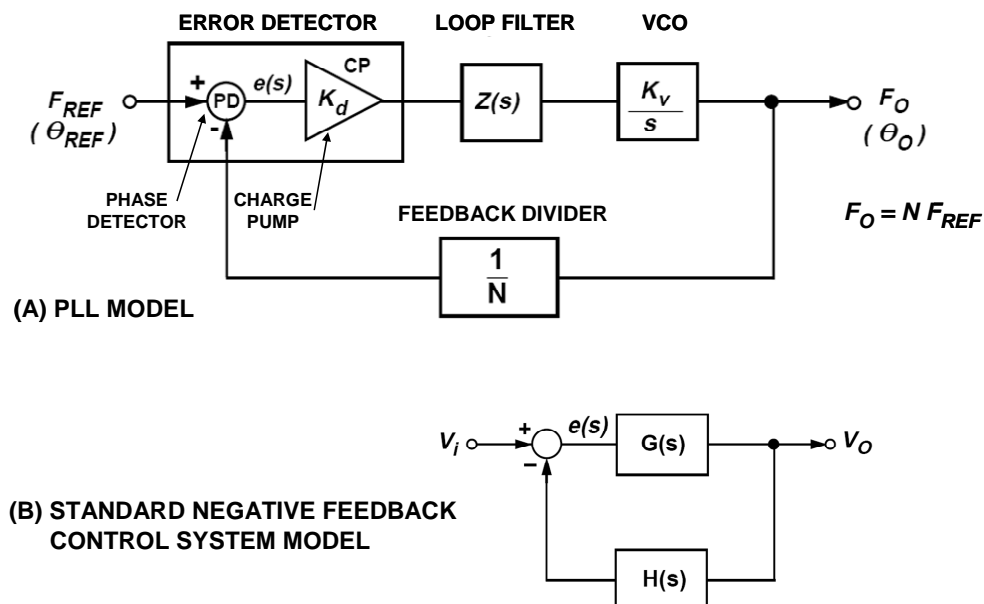 ERROR DETECTOR
LOOP FILTER
VCO
CP
+
PD
-
e(s)
K_d
Z(s)
K_v
s
F_REF
( Θ_REF )
F_O
( Θ_O )
PHASE
DETECTOR
CHARGE
PUMP
FEEDBACK DIVIDER
1
N
F_O = N F_REF
(A) PLL MODEL
V_i
+
−
e(s)
G(s)
V_O
H(s)
(B) STANDARD NEGATIVE FEEDBACK
CONTROL SYSTEM MODEL